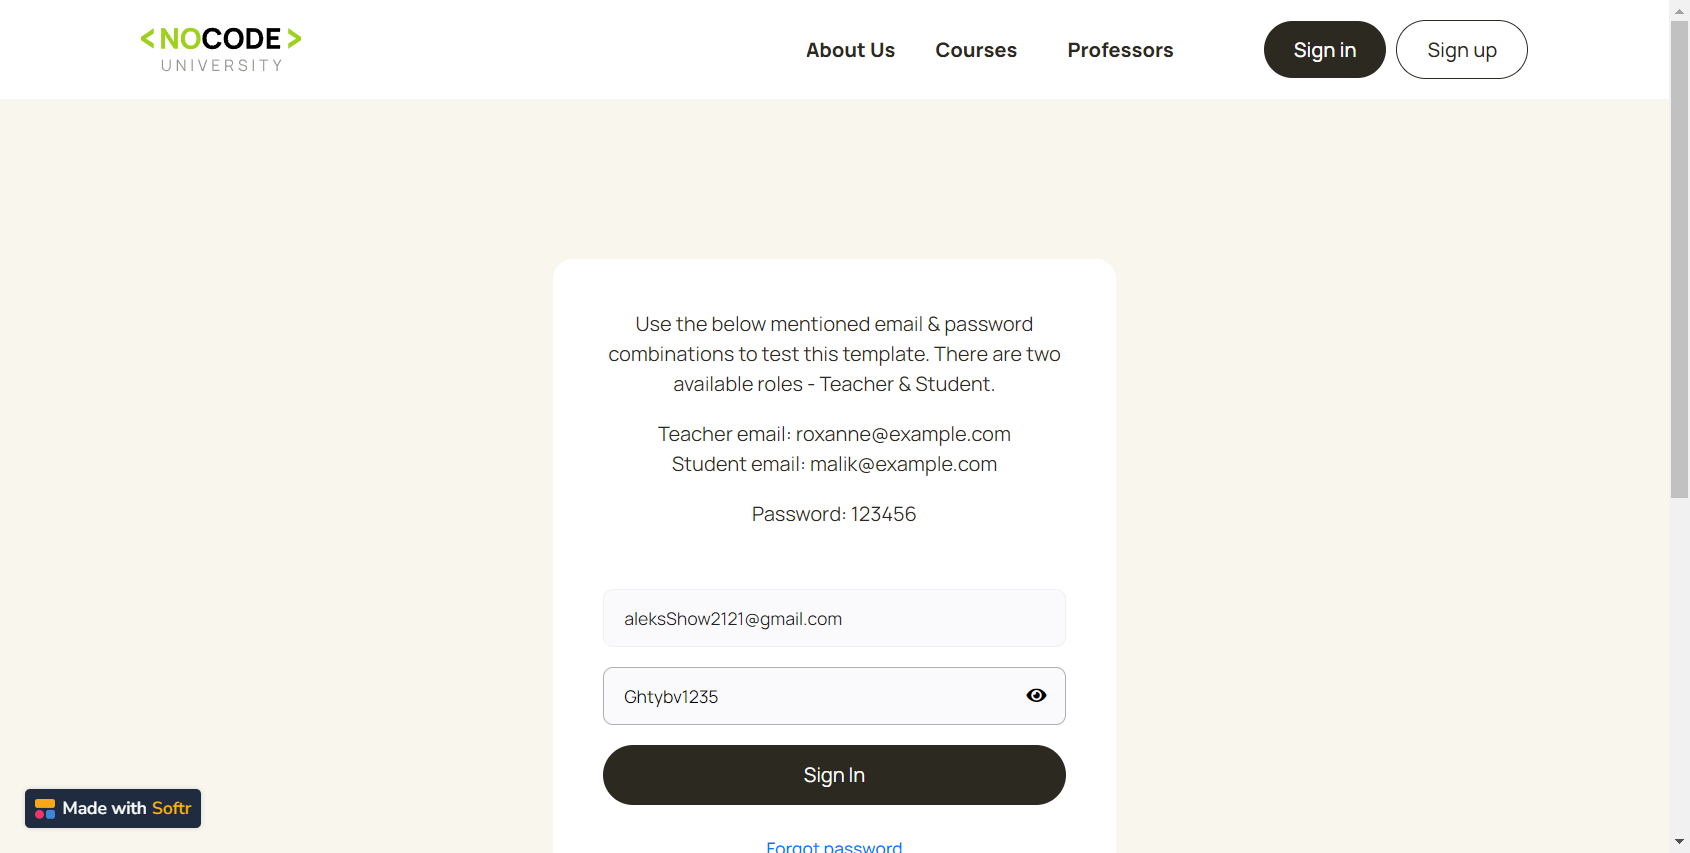 <NOCODE>
UNIVERSITY
About Us
Courses
Professors
Sign in
Sign up
Use the below mentioned email & password
combinations to test this template. There are two
available roles - Teacher & Student.
Teacher email: roxanne@example.com
Student email: malik@example.com
Password: 123456
aleksShow2121@gmail.com
Ghtybv1235
Sign In
Made with Softr
Forgot password